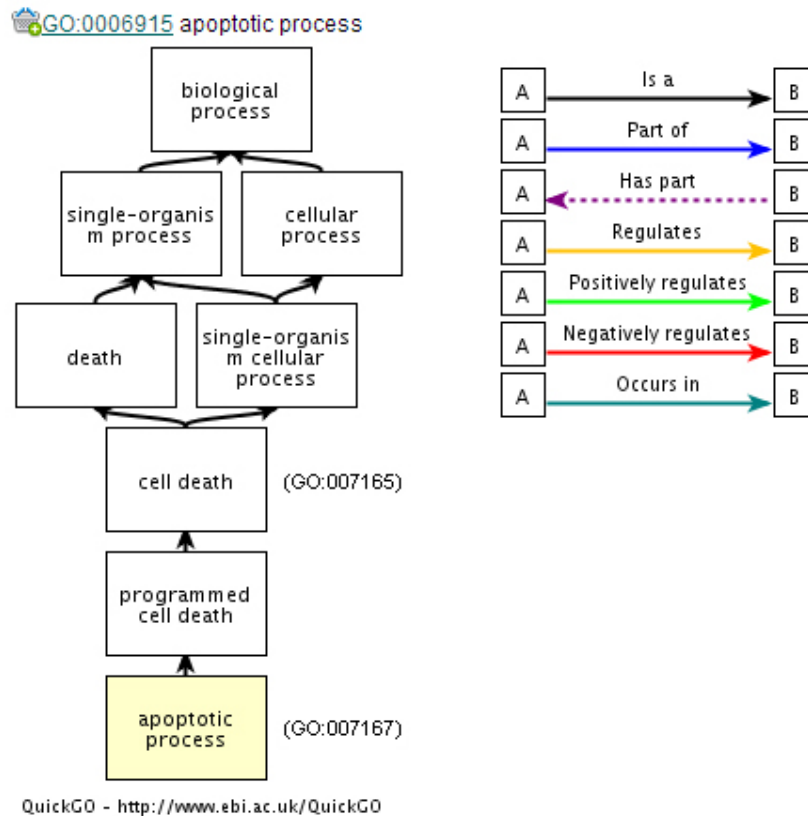 GO:0006915 apoptotic process
biological
process
single-organis
m process
cellular
process
death
single-organis
m cellular
process
cell death
(GO:007165)
programmed
cell death
apoptotic
process
(GO:007167)
QuickGO - http://www.ebi.ac.uk/QuickGO
A Is a B
A Part of B
A Has part B
A Regulates B
A Positively regulates B
A Negatively regulates B
A Occurs in B